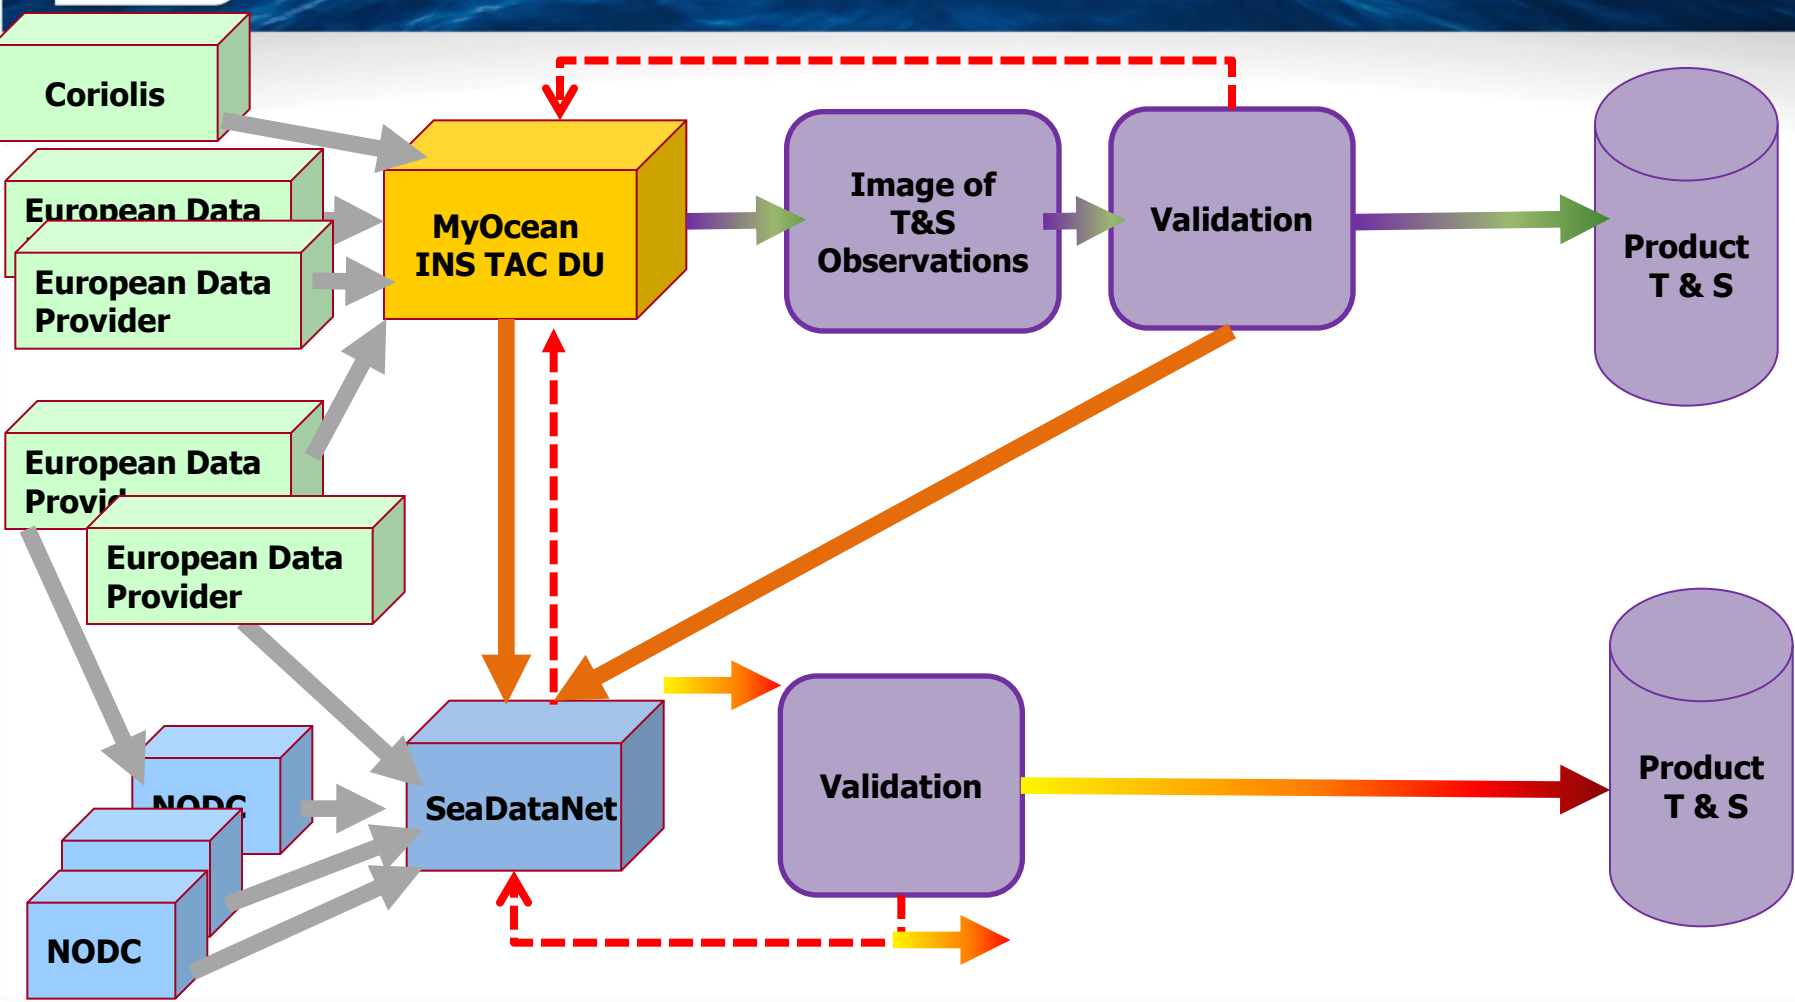 Coriolis
European Data
European Data
Provider
MyOcean
INS TAC DU
Image of
T&S
Observations
Validation
Product
T & S
European Data
European Data
Provider
NODC
NODC
SeaDataNet
Validation
Product
T & S